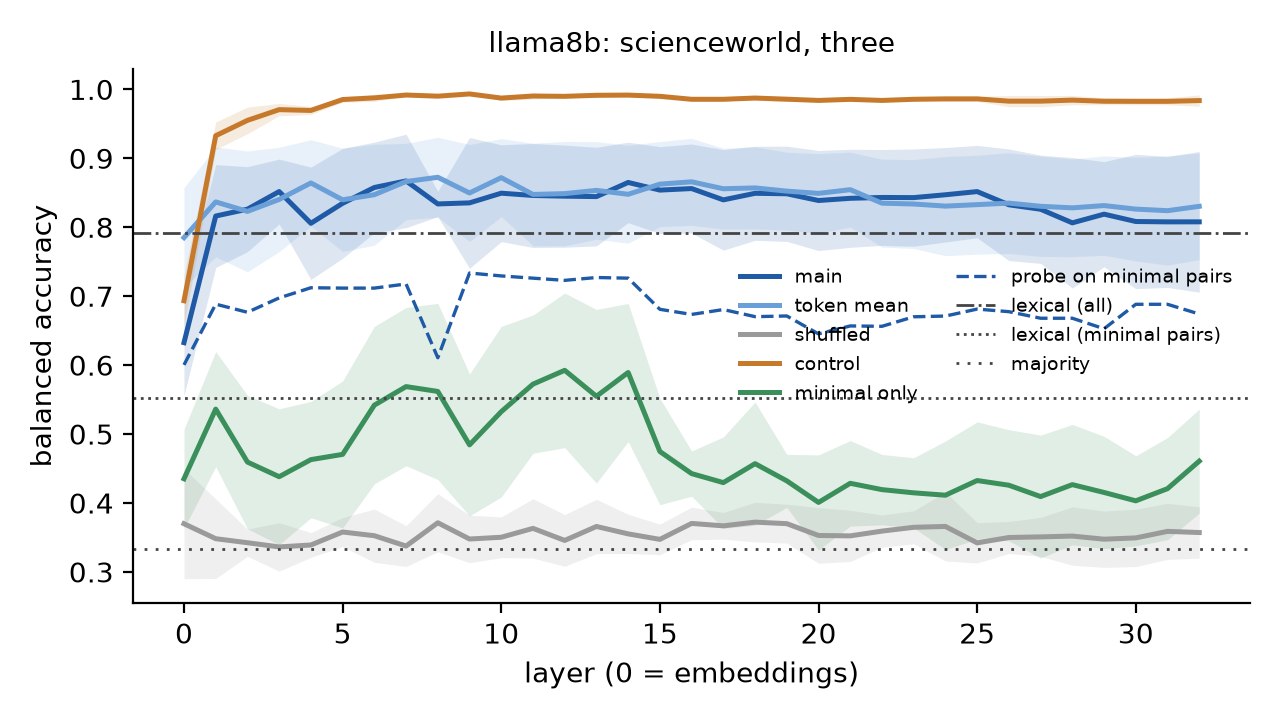 llama8b: scienceworld, three
balanced accuracy
1.0
0.9
0.8
0.7
0.6
0.5
0.4
0.3
main
token mean
shuffled
control
minimal only
probe on minimal pairs
lexical (all)
lexical (minimal pairs)
majority
0 5 10 15 20 25 30
layer (0 = embeddings)